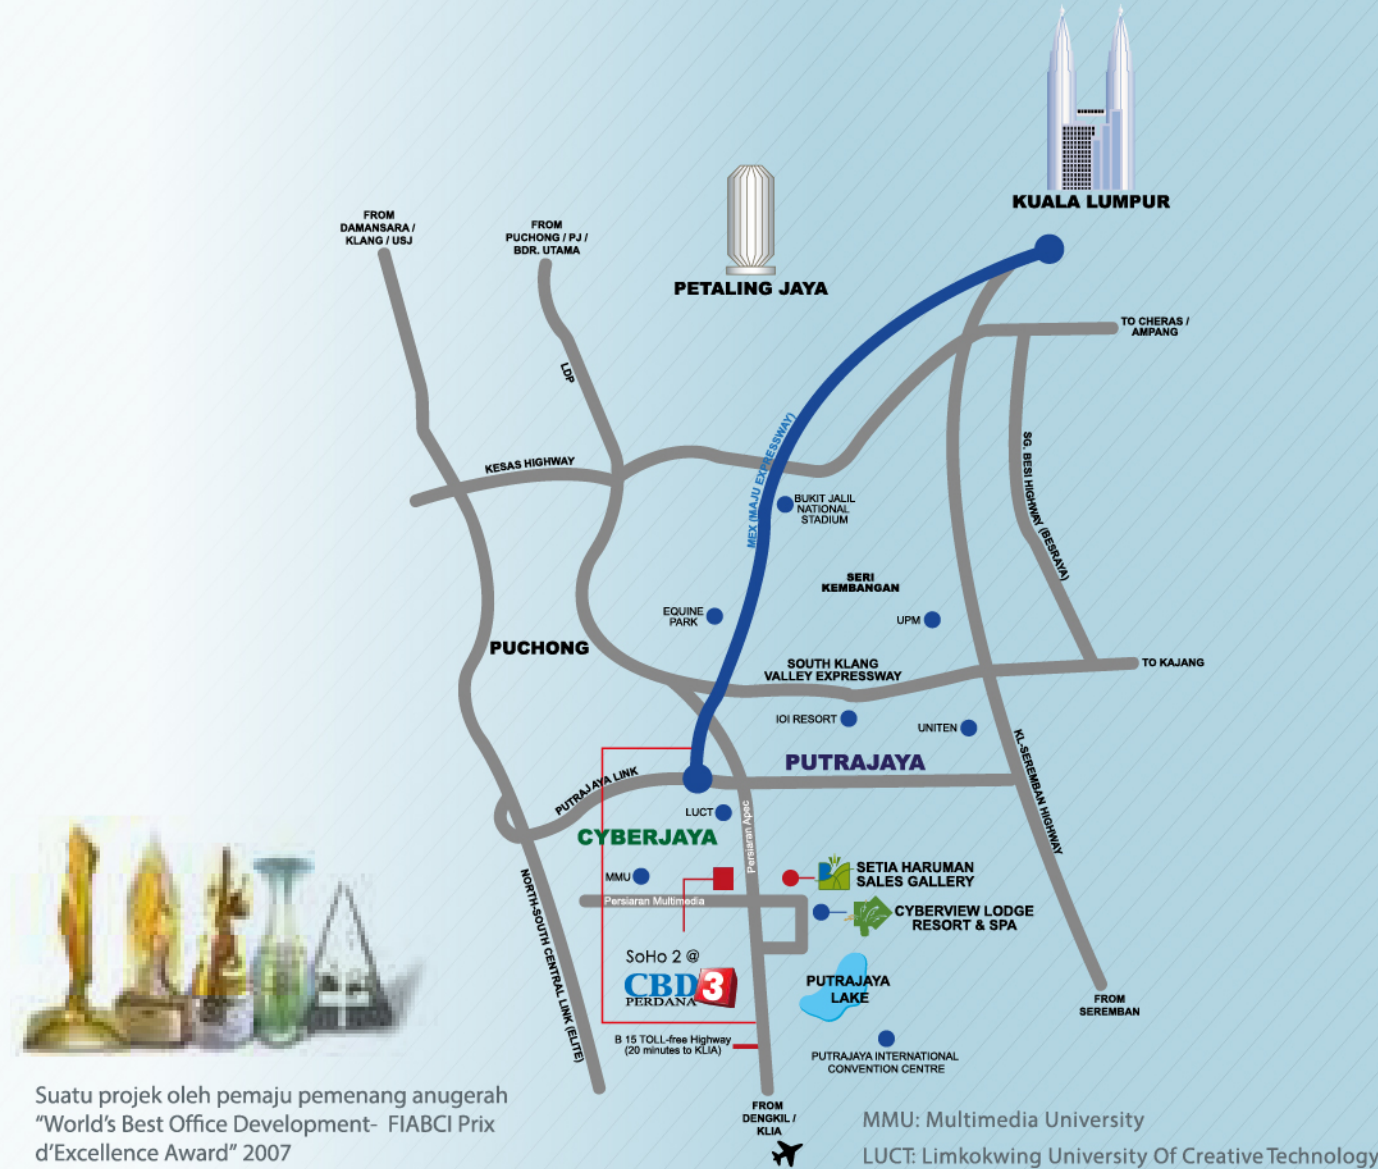 KUALA LUMPUR
PETALING JAYA
FROM
DAMANSARA /
KLANG / USJ
FROM
PUCHONG / PJ /
BDR. UTAMA
TO CHERAS /
AMPANG
LDP
KESAS HIGHWAY
MEX (MAJU EXPRESSWAY)
SG. BESI HIGHWAY (BESRAYA)
BUKIT JALIL
NATIONAL
STADIUM
SERI
KEMBANGAN
EQUINE
PARK
UPM
PUCHONG
SOUTH KLANG
VALLEY EXPRESSWAY
TO KAJANG
IOI RESORT
UNITEN
KL-SEREMBAN HIGHWAY
PUTRAJAYA
PUTRAJAYA LINK
LUCT
CYBERJAYA
Persiaran Apec
MMU
SETIA HARUMAN
SALES GALLERY
Persiaran Multimedia
CYBERVIEW LODGE
RESORT & SPA
NORTH-SOUTH CENTRAL LINK (ELITE)
SoHo 2 @
CBD 3
PERDANA
PUTRAJAYA
LAKE
FROM
SEREMBAN
B 15 TOLL-free Highway
(20 minutes to KLIA)
PUTRAJAYA INTERNATIONAL
CONVENTION CENTRE
FROM
DENGKIL /
KLIA
Suatu projek oleh pemaju pemenang anugerah
“World’s Best Office Development- FIABCI Prix
d’Excellence Award” 2007
MMU: Multimedia University
LUCT: Limkokwing University Of Creative Technology